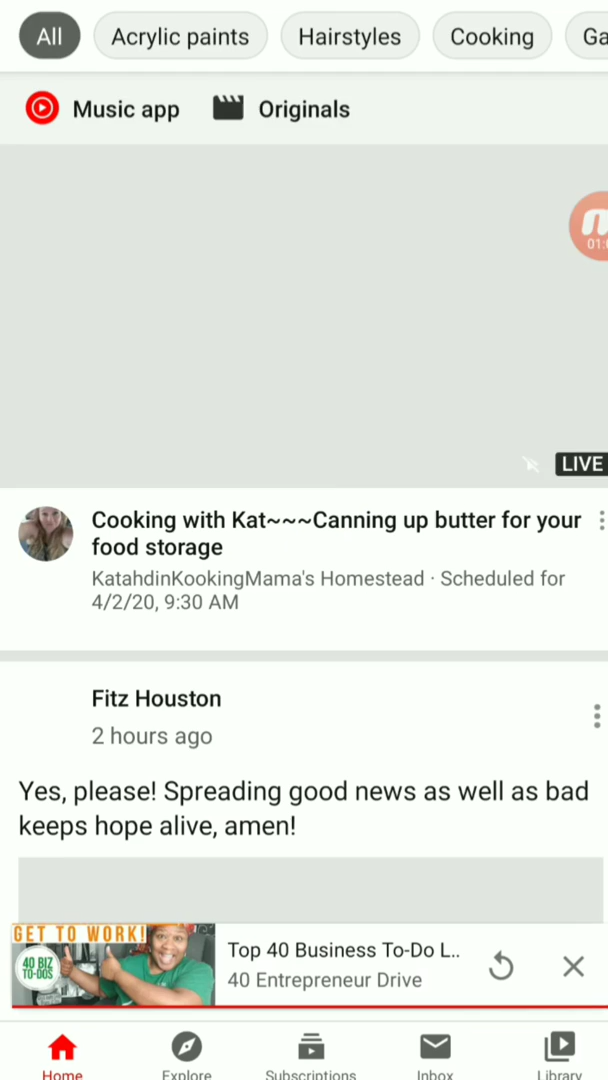 All
Acrylic paints
Hairstyles
Cooking
Ga
Music app
Originals
01:
LIVE
Cooking with Kat~~~Canning up butter for your
food storage
KatahdinKookingMama's Homestead · Scheduled for
4/2/20, 9:30 AM
Fitz Houston
2 hours ago
Yes, please! Spreading good news as well as bad
keeps hope alive, amen!
GET TO WORK!
40 BIZ
TO-DOS
Top 40 Business To-Do L..
40 Entrepreneur Drive
Home
Explore
Subscriptions
Inbox
Library